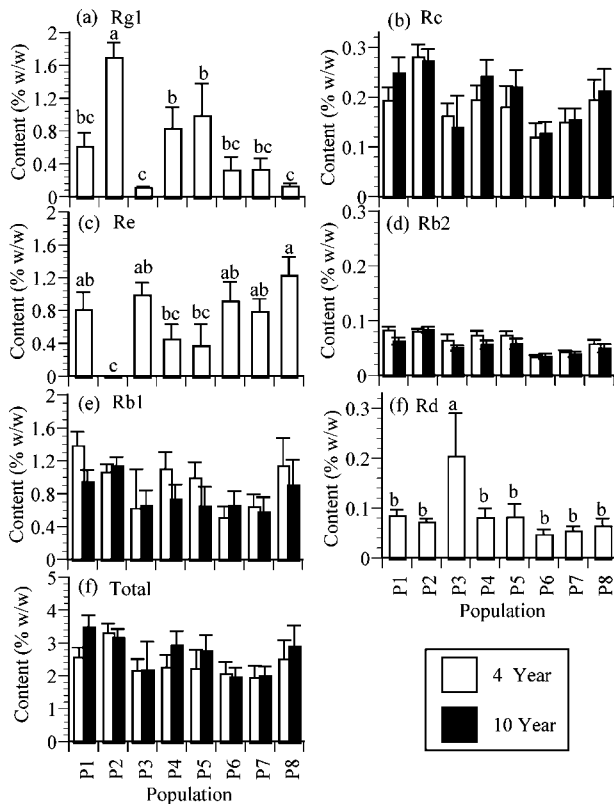 (a) Rg1
Content (% w/w)
2
1.6
1.2
0.8
0.4
0
bc
a
c
b
b
bc
bc
c
(b) Rc
Content (% w/w)
0.3
0.2
0.1
0
(c) Re
Content (% w/w)
2
1.6
1.2
0.8
0.4
0
ab
c
ab
bc
bc
ab
ab
a
(d) Rb2
Content (% w/w)
0.3
0.2
0.1
0
(e) Rb1
Content (% w/w)
2
1.6
1.2
0.8
0.4
0
(f) Rd
Content (% w/w)
0.3
0.2
0.1
0
b
b
a
b
b
b
b
b
P1
P2
P3
P4
P5
P6
P7
P8
Population
(f) Total
Content (% w/w)
5
4
3
2
1
0
P1
P2
P3
P4
P5
P6
P7
P8
Population
4 Year
10 Year